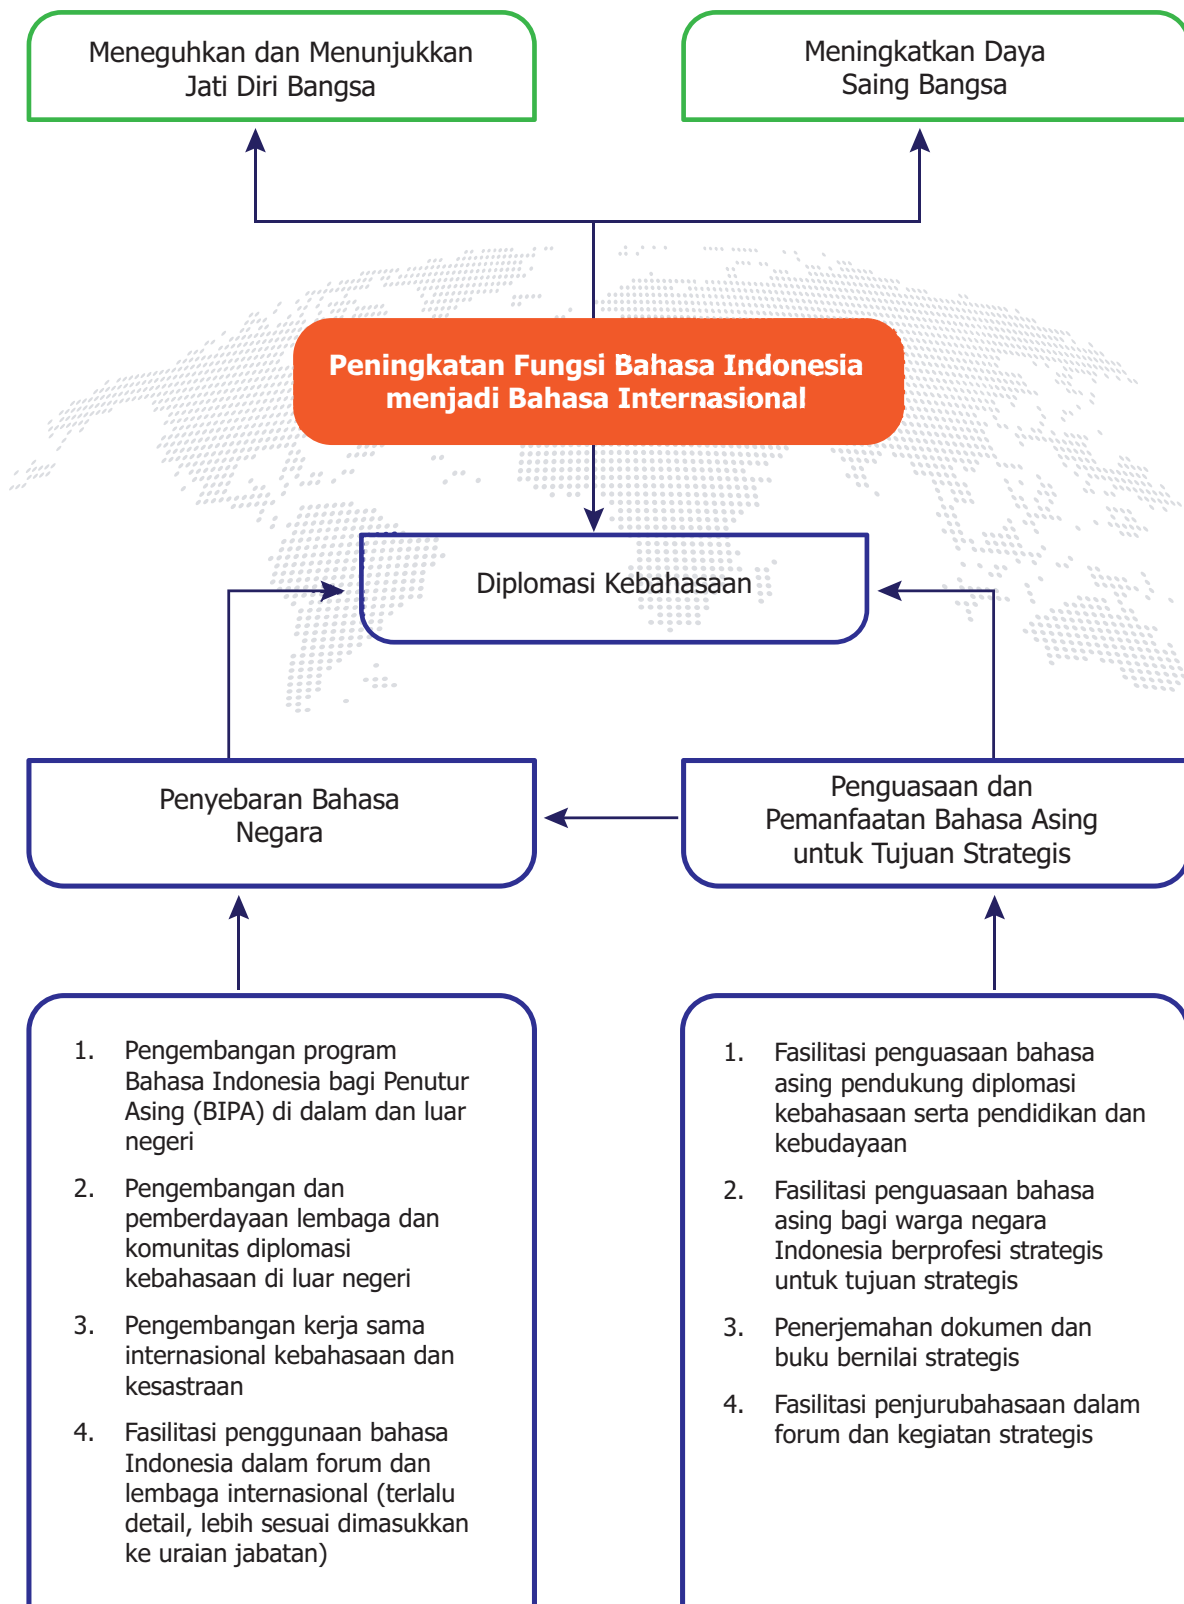 Meneguhkan dan Menunjukkan
Jati Diri Bangsa
Meningkatkan Daya
Saing Bangsa
Peningkatan Fungsi Bahasa Indonesia
menjadi Bahasa Internasional
Diplomasi Kebahasaan
Penyebaran Bahasa
Negara
Penguasaan dan
Pemanfaatan Bahasa Asing
untuk Tujuan Strategis
1. Pengembangan program
Bahasa Indonesia bagi Penutur
Asing (BIPA) di dalam dan luar
negeri
2. Pengembangan dan
pemberdayaan lembaga dan
komunitas diplomasi
kebahasaan di luar negeri
3. Pengembangan kerja sama
internasional kebahasaan dan
kesastraan
4. Fasilitasi penggunaan bahasa
Indonesia dalam forum dan
lembaga internasional (terlalu
detail, lebih sesuai dimasukkan
ke uraian jabatan)
1. Fasilitasi penguasaan bahasa
asing pendukung diplomasi
kebahasaan serta pendidikan dan
kebudayaan
2. Fasilitasi penguasaan bahasa
asing bagi warga negara
Indonesia berprofesi strategis
untuk tujuan strategis
3. Penerjemahan dokumen dan
buku bernilai strategis
4. Fasilitasi penjurubahasaan dalam
forum dan kegiatan strategis